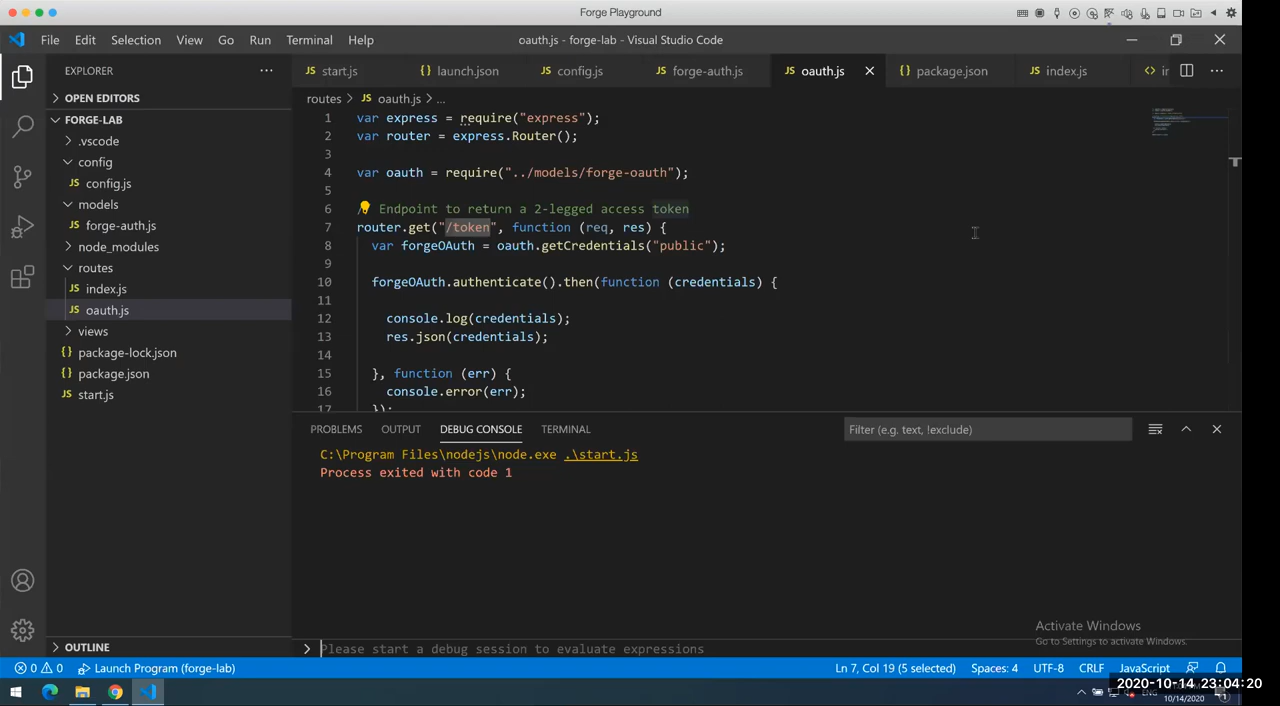 Forge Playground
File Edit Selection View Go Run Terminal Help
oauth.js - forge-lab - Visual Studio Code
EXPLORER
start.js launch.json config.js forge-auth.js oauth.js package.json index.js
OPEN EDITORS
FORGE-LAB
.vscode
config
config.js
models
forge-auth.js
node_modules
routes
index.js
oauth.js
views
package-lock.json
package.json
start.js
OUTLINE
routes > oauth.js > ...
1 var express = require("express");
2 var router = express.Router();
3
4 var oauth = require("../models/forge-oauth");
5
6 Endpoint to return a 2-legged access token
7 router.get("/token", function (req, res) {
8 var forgeOAuth = oauth.getCredentials("public");
9
10 forgeOAuth.authenticate().then(function (credentials) {
11
12 console.log(credentials);
13 res.json(credentials);
14
15 }, function (err) {
16 console.error(err);
17 });
PROBLEMS OUTPUT DEBUG CONSOLE TERMINAL
Filter (e.g. text, !exclude)
C:\Program Files\nodejs\node.exe .\start.js
Process exited with code 1
Activate Windows
Go to Settings to activate Windows.
Please start a debug session to evaluate expressions
0 0 Launch Program (forge-lab)
Ln 7, Col 19 (5 selected) Spaces: 4 UTF-8 CRLF JavaScript
2020-10-14 23:04:20
ENG
10/14/2020